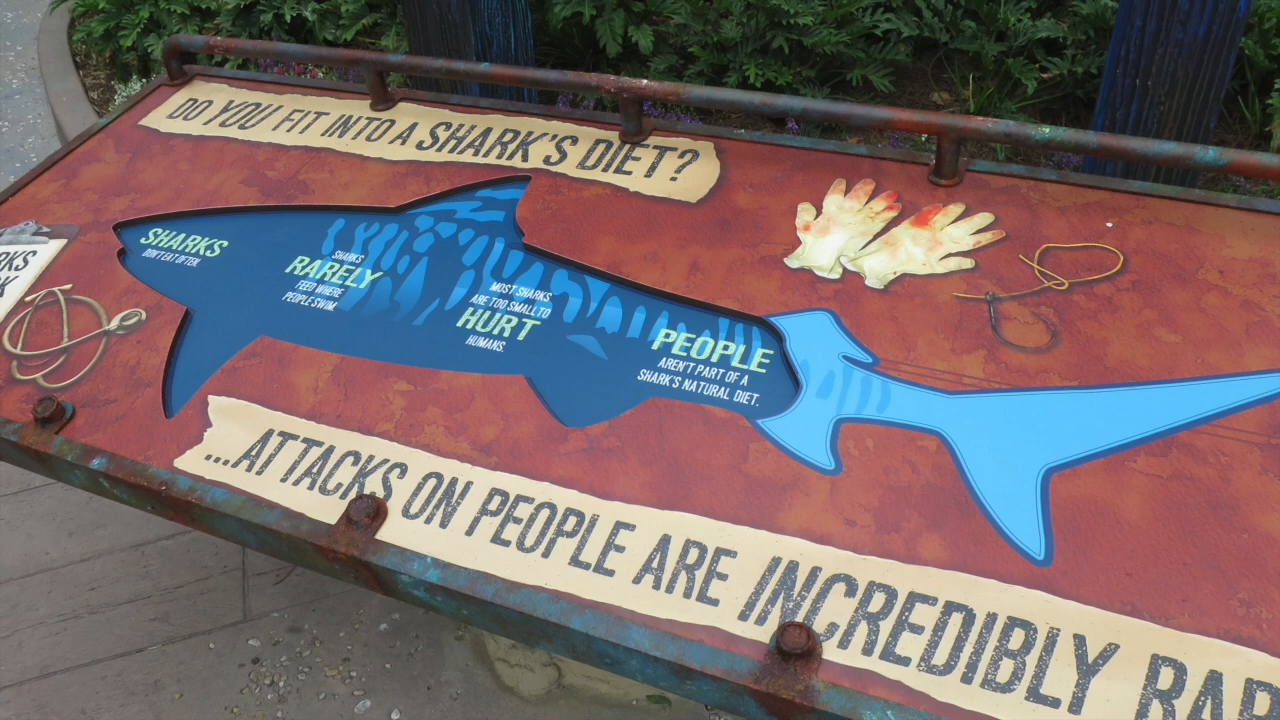 DO YOU FIT INTO A SHARK'S DIET?
SHARKS
DON'T EAT OFTEN.
SHARKS
RARELY
FEED WHERE
PEOPLE SWIM.
MOST SHARKS
ARE TOO SMALL TO
HURT
HUMANS.
PEOPLE
AREN'T PART OF A
SHARK'S NATURAL DIET.
...ATTACKS ON PEOPLE ARE INCREDIBLY